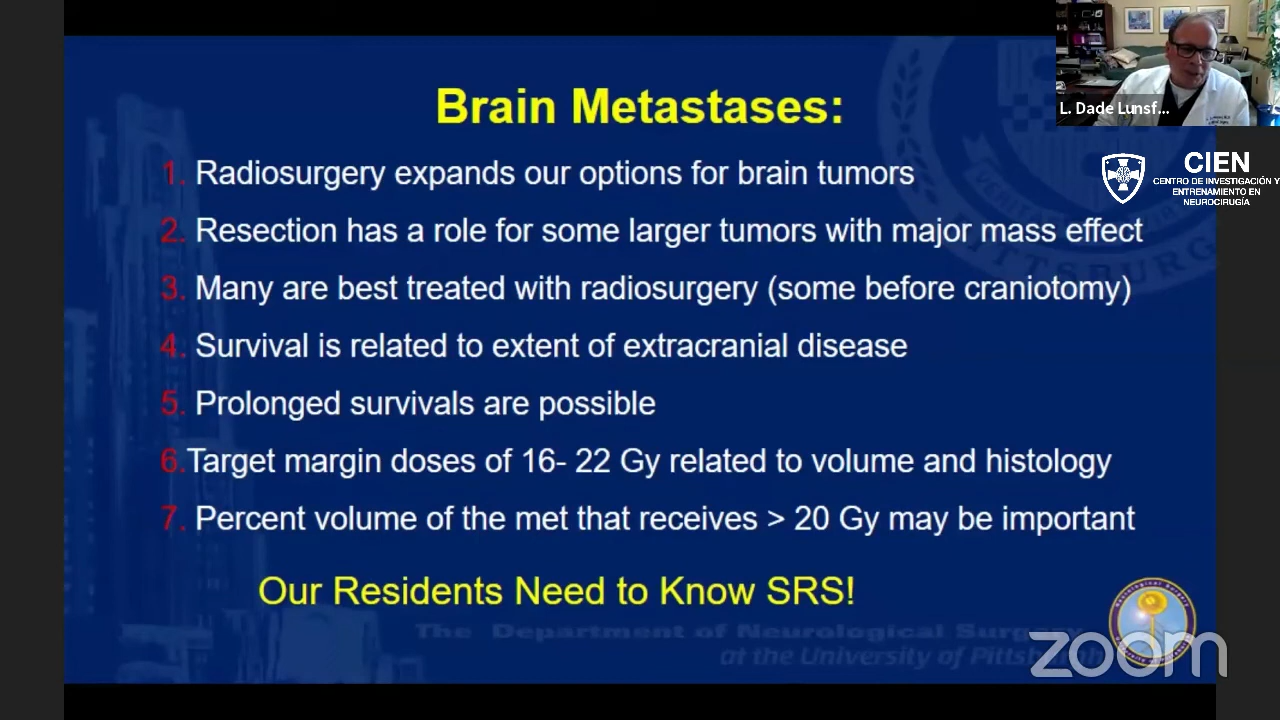 Brain Metastases:
L. Dade Lunsf...
1. Radiosurgery expands our options for brain tumors
CIEN
CENTRO DE INVESTIGACIÓN Y
ENTRENAMIENTO EN
NEUROCIRUGÍA
2. Resection has a role for some larger tumors with major mass effect
3. Many are best treated with radiosurgery (some before craniotomy)
4. Survival is related to extent of extracranial disease
5. Prolonged survivals are possible
6.Target margin doses of 16- 22 Gy related to volume and histology
7. Percent volume of the met that receives > 20 Gy may be important
Our Residents Need to Know SRS!
The Department of Neurological Surgery
at the University of Pittsburgh
zoom